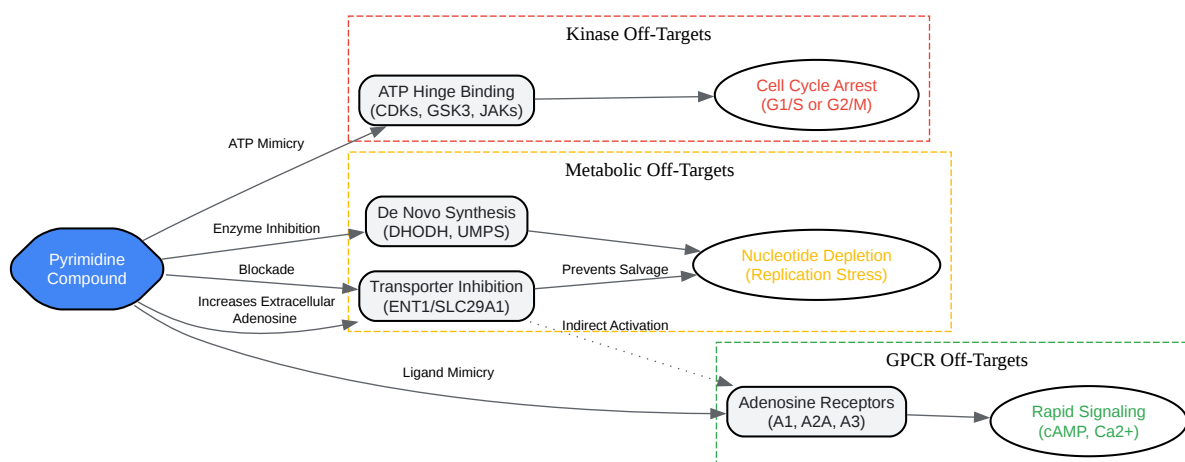 Kinase Off-Targets
ATP Hinge Binding
(CDKs, GSK3, JAKs)
Cell Cycle Arrest
(G1/S or G2/M)
ATP Mimicry
Metabolic Off-Targets
De Novo Synthesis
(DHODH, UMPS)
Enzyme Inhibition
Pyrimidine
Compound
Nucleotide Depletion
(Replication Stress)
Blockade
Prevents Salvage
Transporter Inhibition
(ENT1/SLC29A1)
Increases Extracellular
Adenosine
Indirect Activation
GPCR Off-Targets
Ligand Mimicry
Adenosine Receptors
(A1, A2A, A3)
Rapid Signaling
(cAMP, Ca2+)